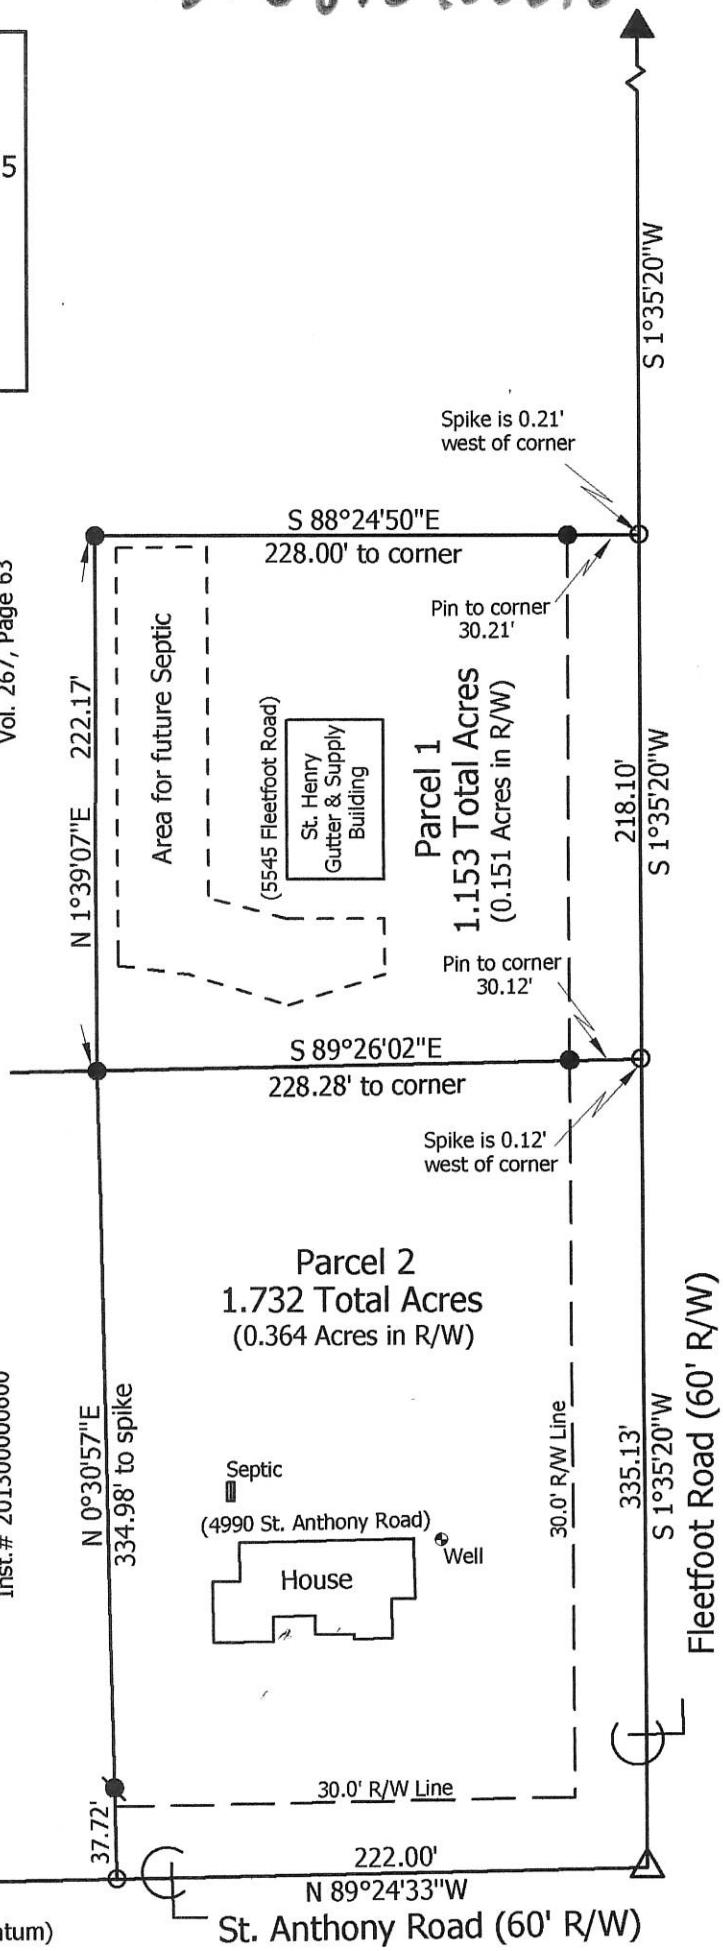 5
S 1°35'20"W
Spike is 0.21'
west of corner
S 88°24'50"E
228.00' to corner
Vol. 267, Page 63
Pin to corner
30.21'
N 1°39'07"E 222.17'
Area for future Septic
(5545 Fleetfoot Road)
St. Henry
Gutter & Supply
Building
Parcel 1
1.153 Total Acres
(0.151 Acres in R/W)
218.10'
S 1°35'20"W
Pin to corner
30.12'
S 89°26'02"E
228.28' to corner
Spike is 0.12'
west of corner
Parcel 2
1.732 Total Acres
(0.364 Acres in R/W)
N 0°30'57"E
334.98' to spike
Septic
(4990 St. Anthony Road)
Well
House
30.0' R/W Line
335.13'
S 1°35'20"W
Fleetfoot Road (60' R/W)
30.0' R/W Line
37.72'
222.00'
N 89°24'33"W
St. Anthony Road (60' R/W)